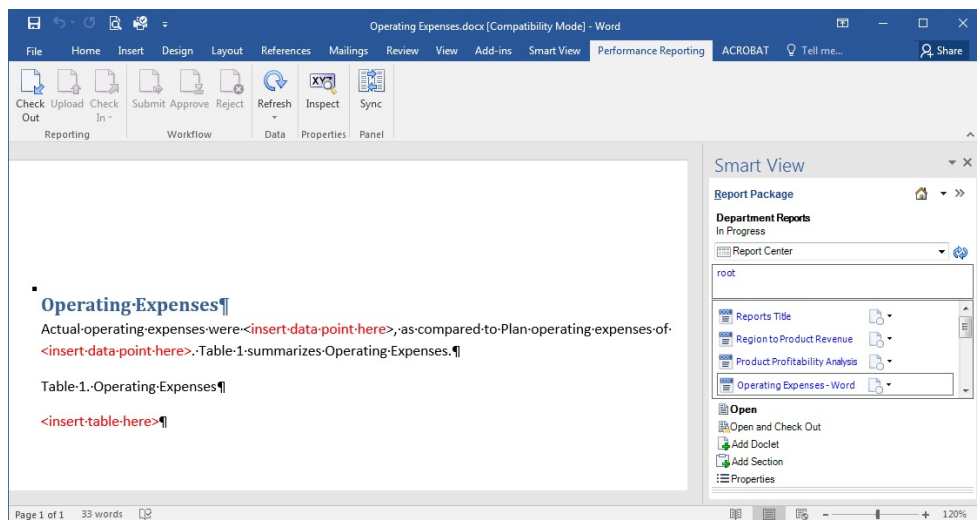 Operating Expenses.docx [Compatibility Mode] - Word
File Home Insert Design Layout References Mailings Review View Add-ins Smart View Performance Reporting ACROBAT Tell me... Share
Check Out Upload Check In Submit Approve Reject Refresh Inspect Sync
Reporting Workflow Data Properties Panel
Operating·Expenses¶
Actual·operating·expenses·were·<insert·data·point·here>,·as·compared·to·Plan·operating·expenses·of·
<insert·data·point·here>.·Table·1·summarizes·Operating·Expenses.¶
Table·1.·Operating·Expenses¶
<insert·table·here>¶
Smart View
Report Package
Department Reports
In Progress
Report Center
root
Reports Title
Region to Product Revenue
Product Profitability Analysis
Operating Expenses - Word
Open
Open and Check Out
Add Doclet
Add Section
Properties
Page 1 of 1 33 words 120%